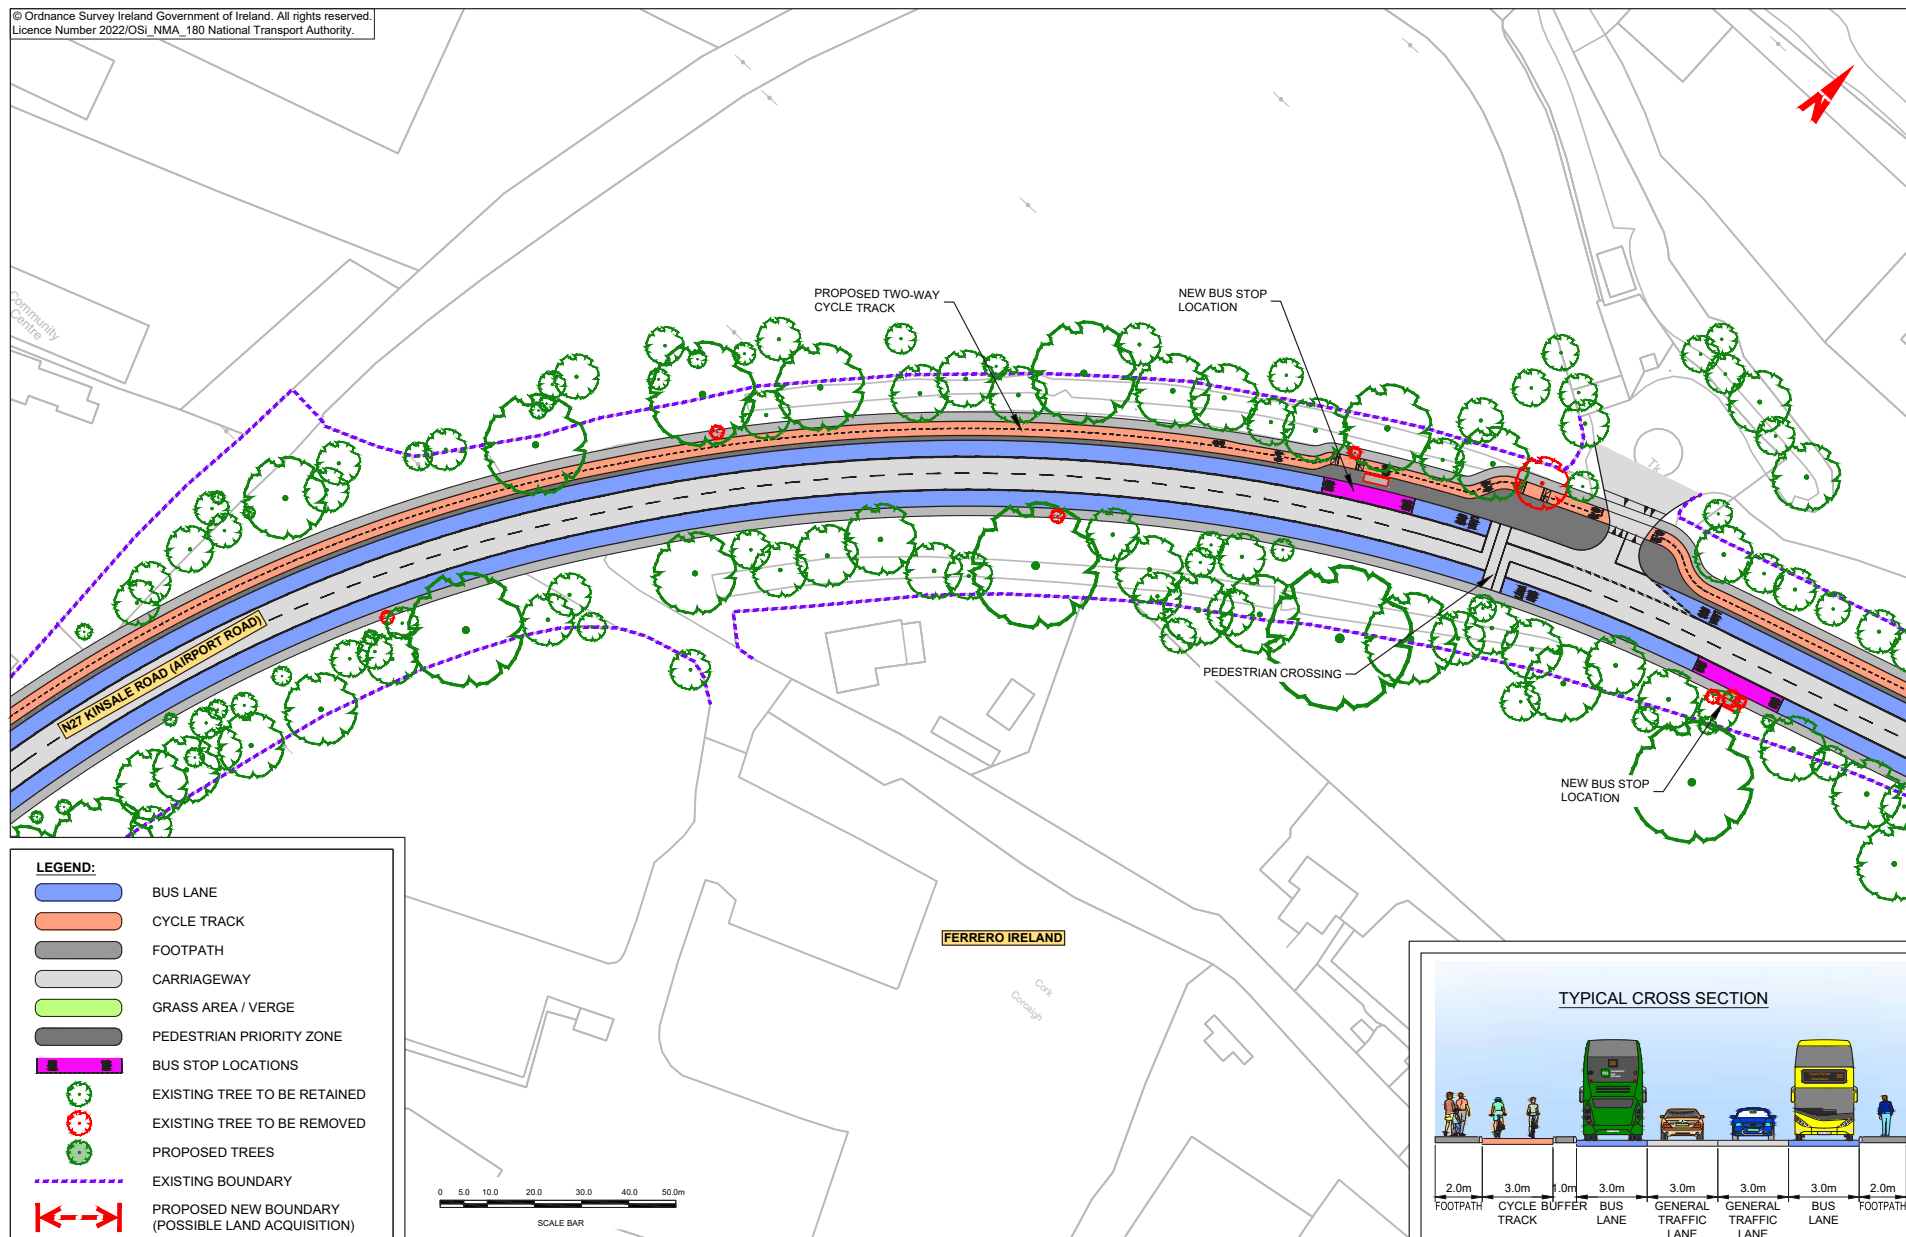 © Ordnance Survey Ireland Government of Ireland. All rights reserved.
Licence Number 2022/OSi_NMA_180 National Transport Authority.
N
Community
Centre
PROPOSED TWO-WAY
CYCLE TRACK
NEW BUS STOP
LOCATION
Tk
N27 KINSALE ROAD (AIRPORT ROAD)
PEDESTRIAN CROSSING
NEW BUS STOP
LOCATION
FERRERO IRELAND
Cork
Corcaigh
LEGEND:
BUS LANE
CYCLE TRACK
FOOTPATH
CARRIAGEWAY
GRASS AREA / VERGE
PEDESTRIAN PRIORITY ZONE
BUS STOP LOCATIONS
EXISTING TREE TO BE RETAINED
EXISTING TREE TO BE REMOVED
PROPOSED TREES
EXISTING BOUNDARY
PROPOSED NEW BOUNDARY
(POSSIBLE LAND ACQUISITION)
0 5.0 10.0 20.0 30.0 40.0 50.0m
SCALE BAR
TYPICAL CROSS SECTION
2.0m 3.0m 1.0m 3.0m 3.0m 3.0m 3.0m 2.0m
FOOTPATH CYCLE BUFFER BUS GENERAL GENERAL BUS FOOTPATH
TRACK LANE TRAFFIC TRAFFIC LANE
LANE LANE